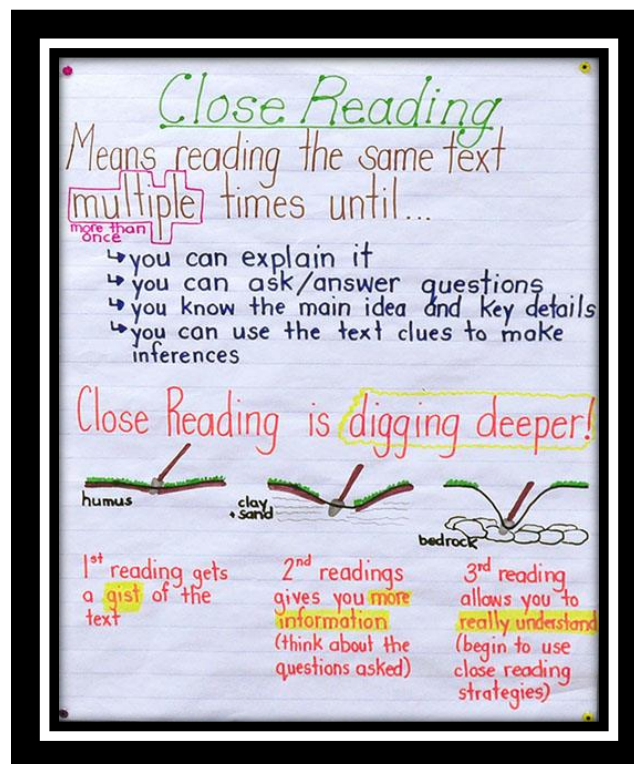 Close Reading
Means reading the same text
multiple times until...
more than
once
↳you can explain it
↳you can ask/answer questions
↳you know the main idea and key details
↳you can use the text clues to make
inferences
Close Reading is digging deeper!
humus
clay
+ sand
bedrock
1st reading gets
a gist of the
text
2nd readings
gives you more
information
(think about the
questions asked)
3rd reading
allows you to
really understand
(begin to use
close reading
strategies)